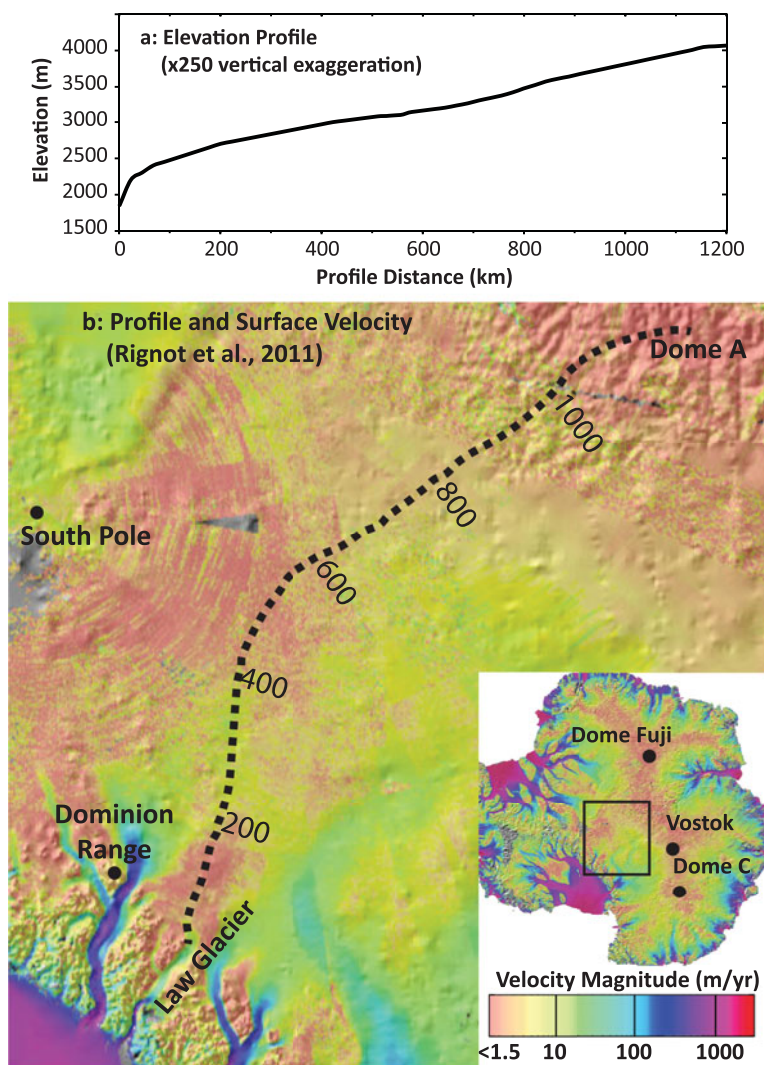 a: Elevation Profile
(x250 vertical exaggeration)
Elevation (m)
4000
3500
3000
2500
2000
1500
0 200 400 600 800 1000 1200
Profile Distance (km)
b: Profile and Surface Velocity
(Rignot et al., 2011)
Dome A
1000
800
South Pole
600
400
200
Dominion
Range
Law Glacier
Dome Fuji
Vostok
Dome C
Velocity Magnitude (m/yr)
<1.5 10 100 1000